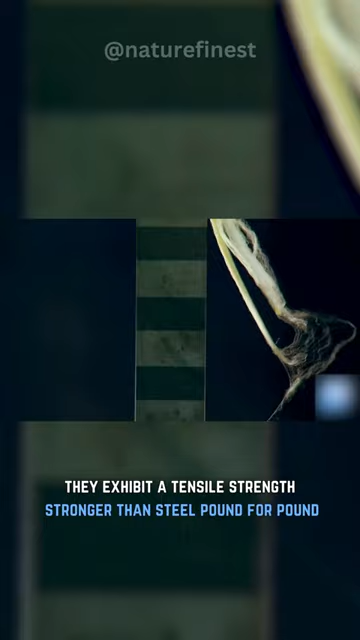 @naturefinest
THEY EXHIBIT A TENSILE STRENGTH
STRONGER THAN STEEL POUND FOR POUND